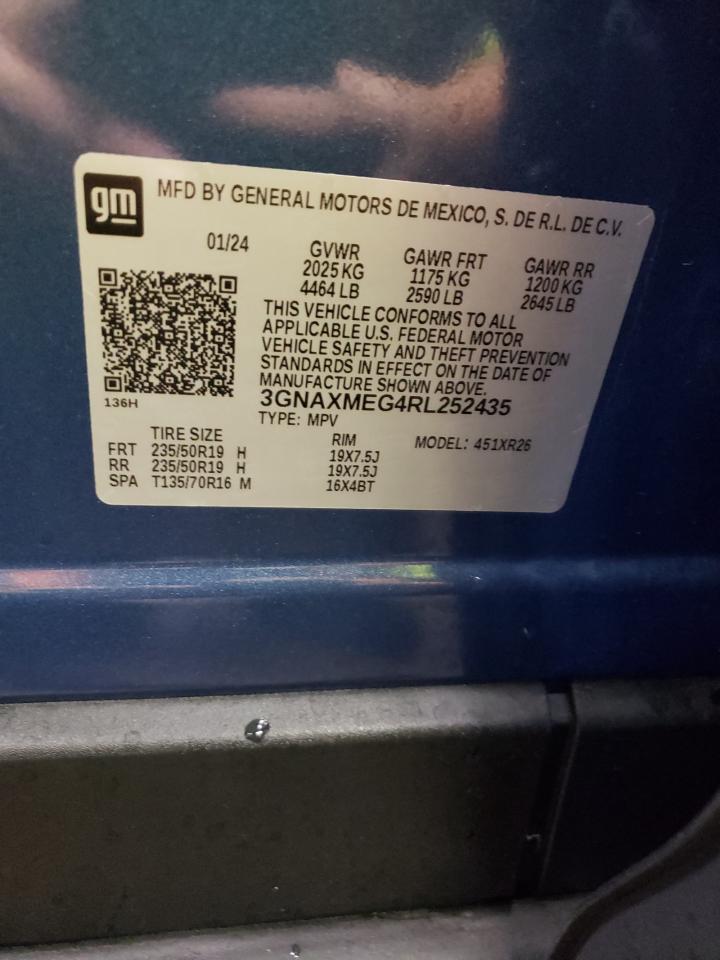 gm
MFD BY GENERAL MOTORS DE MEXICO, S. DE R.L. DE C.V.
01/24
GVWR GAWR FRT GAWR RR
2025 KG 1175 KG 1200 KG
4464 LB 2590 LB 2645 LB
THIS VEHICLE CONFORMS TO ALL
APPLICABLE U.S. FEDERAL MOTOR
VEHICLE SAFETY AND THEFT PREVENTION
STANDARDS IN EFFECT ON THE DATE OF
MANUFACTURE SHOWN ABOVE.
136H
3GNAXMEG4RL252435
TYPE: MPV
TIRE SIZE RIM MODEL: 451XR26
FRT 235/50R19 H 19X7.5J
RR 235/50R19 H 19X7.5J
SPA T135/70R16 M 16X4BT